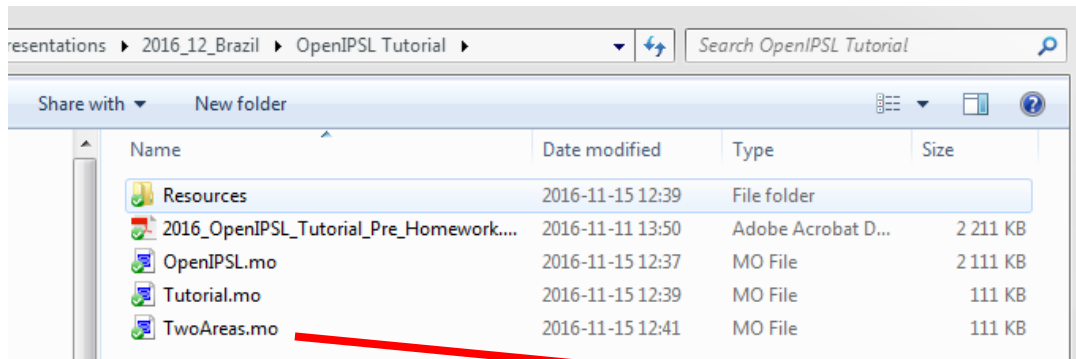 resentations ▸ 2016_12_Brazil ▸ OpenIPSL Tutorial ▸ Search OpenIPSL Tutorial
Share with New folder
Name Date modified Type Size
Resources 2016-11-15 12:39 File folder
2016_OpenIPSL_Tutorial_Pre_Homework.... 2016-11-11 13:50 Adobe Acrobat D... 2 211 KB
OpenIPSL.mo 2016-11-15 12:37 MO File 2 111 KB
Tutorial.mo 2016-11-15 12:39 MO File 111 KB
TwoAreas.mo 2016-11-15 12:41 MO File 111 KB